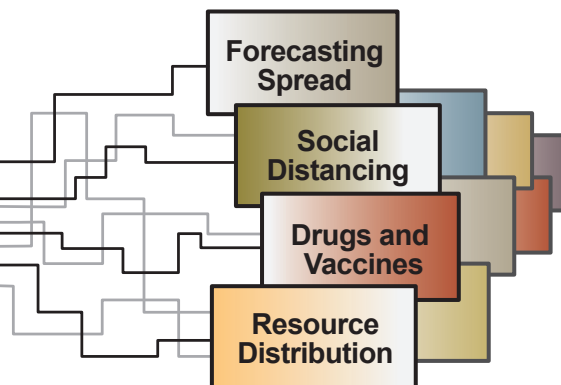 Forecasting
Spread
Social
Distancing
Drugs and
Vaccines
Resource
Distribution